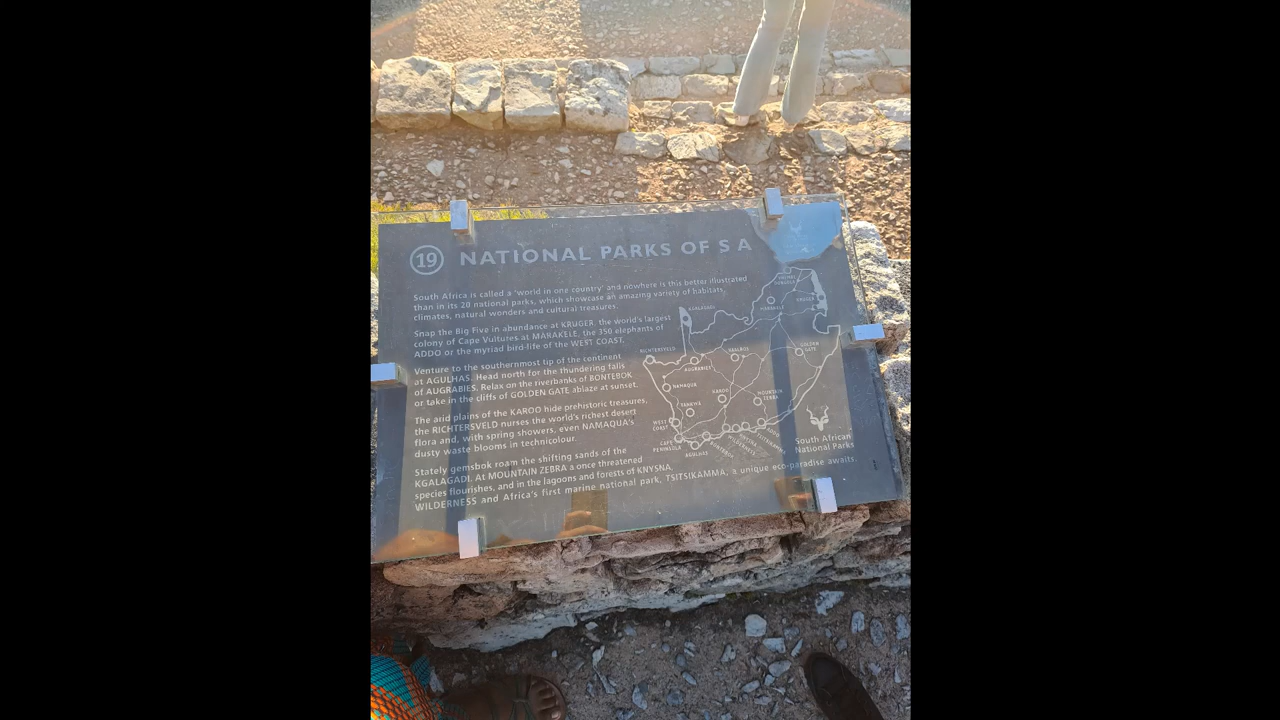 19 NATIONAL PARKS OF S A
South Africa is called a 'world in one country' and nowhere is this better illustrated
than in its 20 national parks, which showcase an amazing variety of habitats,
climates, natural wonders and cultural treasures
Snap the Big Five in abundance at KRUGER, the world's largest
colony of Cape Vultures at MARAKELE, the 350 elephants of
ADDO or the myriad bird-life of the WEST COAST.
Venture to the southernmost tip of the continent
at AGULHAS. Head north for the thundering falls
of AUGRABIES. Relax on the riverbanks of BONTEBOK
or take in the cliffs of GOLDEN GATE ablaze at sunset.
The arid plains of the KAROO hide prehistoric treasures,
the RICHTERSVELD nurses the world's richest desert
flora and, with spring showers, even NAMAQUA's
dusty waste blooms in technicolour.
Stately gemsbok roam the shifting sands of the
KGALAGADI. At MOUNTAIN ZEBRA a once threatened
species flourishes, and in the lagoons and forests of KNYSNA,
WILDERNESS and Africa's first marine national park, TSITSIKAMMA, a unique eco-paradise awaits.
MARAKELE
KRUGER
KGALAGADI
RICHTERSVELD
AUGRABIES
VAALBOS
GOLDEN
GATE
NAMAQUA
KAROO
MOUNTAIN
ZEBRA
TANKWA
WEST
COAST
CAPE
PENINSULA
AGULHAS
BONTEBOK
WILDERNESS
KNYSNA
TSITSIKAMMA
ADDO
South African
National Parks